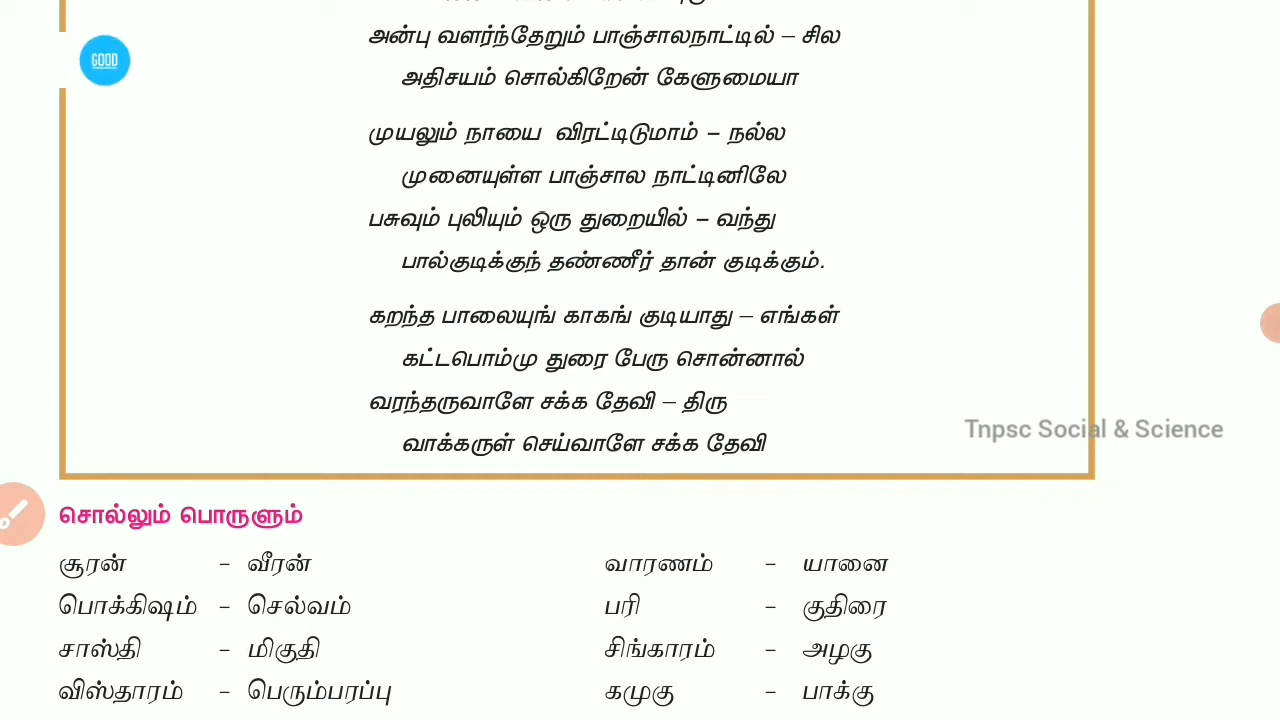 அன்பு வளர்ந்தேறும் பாஞ்சாலநாட்டில் – சில
GOOD
அதிசயம் சொல்கிறேன் கேளுமையா
முயலும் நாயை விரட்டிடுமாம் – நல்ல
முனையுள்ள பாஞ்சால நாட்டினிலே
பசுவும் புலியும் ஒரு துறையில் – வந்து
பால்குடிக்குந் தண்ணீர் தான் குடிக்கும்.
கறந்த பாலையுங் காகங் குடியாது – எங்கள்
கட்டபொம்மு துரை பேரு சொன்னால்
வரந்தருவாளே சக்க தேவி – திரு
வாக்கருள் செய்வாளே சக்க தேவி
Tnpsc Social & Science
சொல்லும் பொருளும்
சூரன் – வீரன் வாரணம் – யானை
பொக்கிஷம் – செல்வம் பரி – குதிரை
சாஸ்தி – மிகுதி சிங்காரம் – அழகு
விஸ்தாரம் – பெரும்பரப்பு கமுகு – பாக்கு